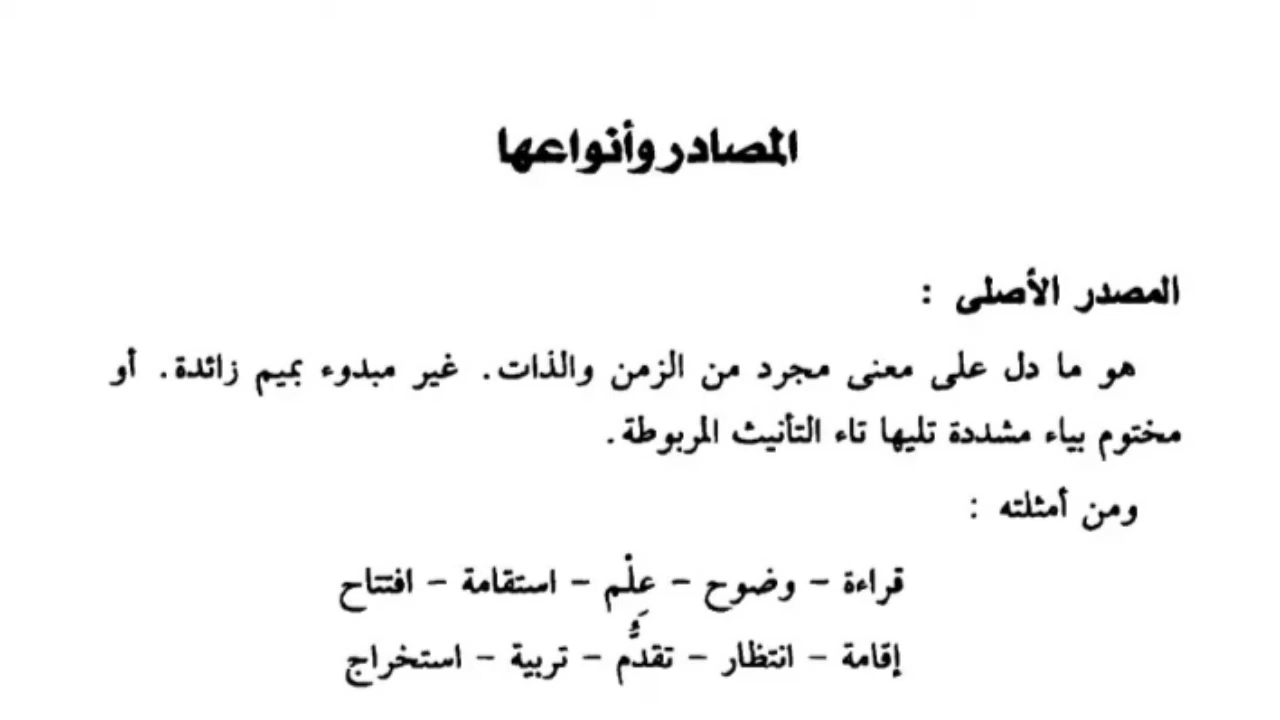 المصادر وأنواعها
المصدر الأصلى :
هو ما دل على معنى مجرد من الزمن والذات. غير مبدوء بميم زائدة. أو
مختوم بياء مشددة تليها تاء التأنيث المربوطة.
ومن أمثلته :
قراءة – وضوح – عِلْم – استقامة – افتتاح
إقامة – انتظار – تقدُّم – تربية – استخراج